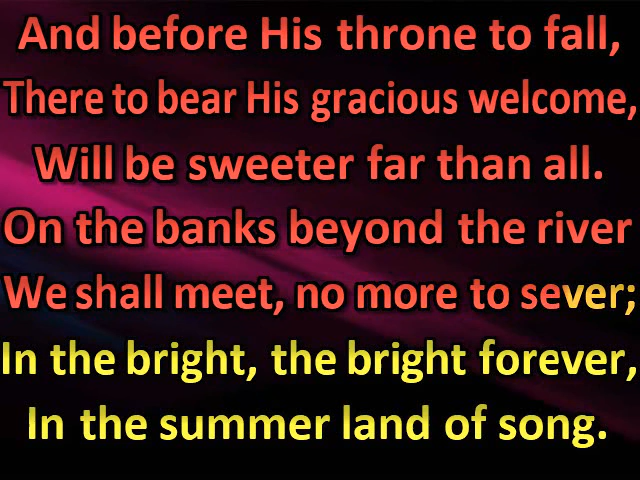 And before His throne to fall,
There to bear His gracious welcome,
Will be sweeter far than all.
On the banks beyond the river
We shall meet, no more to sever;
In the bright, the bright forever,
In the summer land of song.